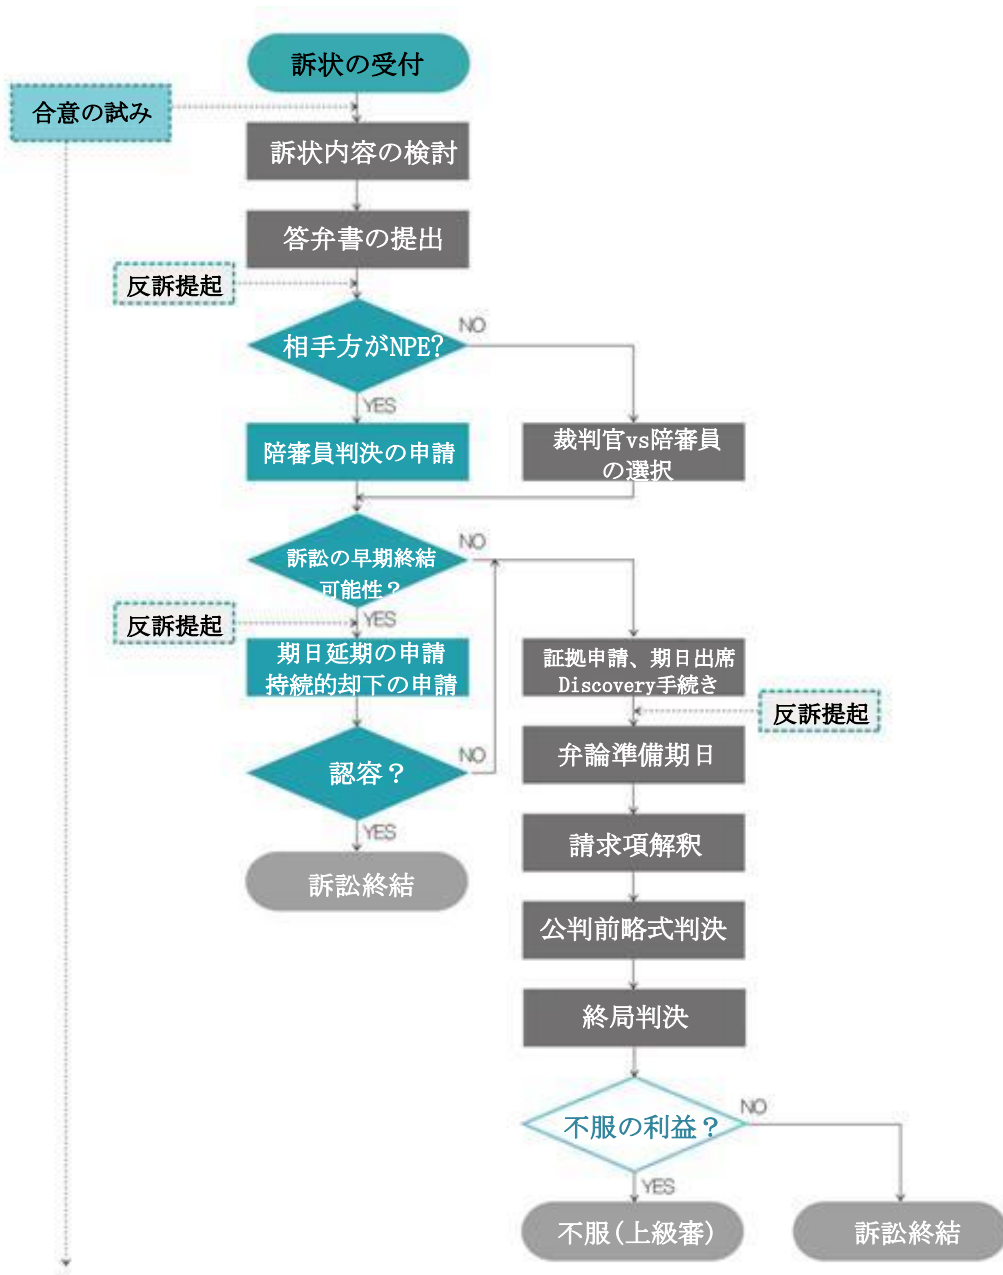 訴状の受付
合意の試み
訴状内容の検討
答弁書の提出
反訴提起
相手方がNPE?
NO
YES
陪審員判決の申請
裁判官vs陪審員
の選択
訴訟の早期終結
可能性？
NO
YES
反訴提起
期日延期の申請
持続的却下の申請
証拠申請、期日出席
Discovery手続き
反訴提起
認容？
NO
YES
訴訟終結
弁論準備期日
請求項解釈
公判前略式判決
終局判決
不服の利益？
NO
YES
不服(上級審)
訴訟終結